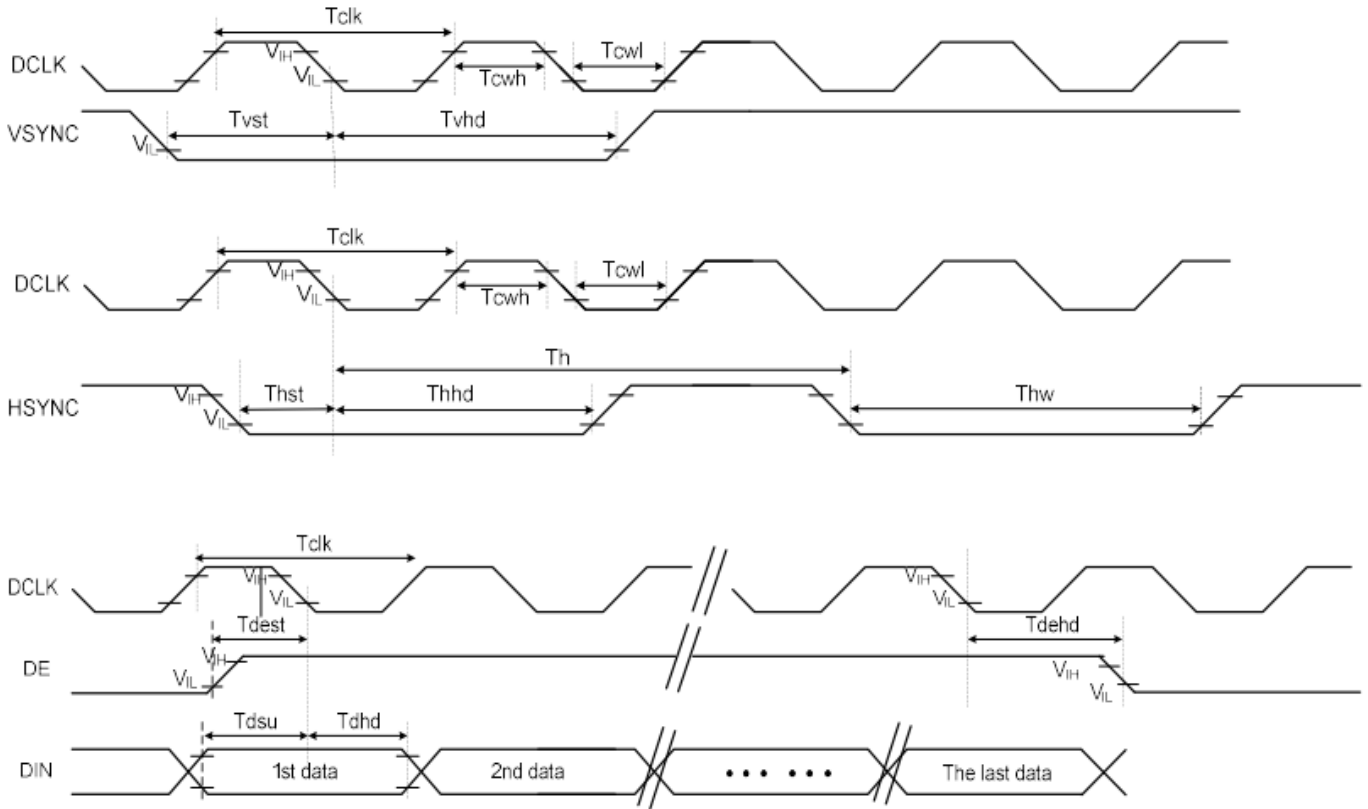 Tclk
DCLK
VIH
VIL
Tcwh
Tcwl
VSYNC
VIL
Tvst
Tvhd
Tclk
DCLK
VIH
VIL
Tcwh
Tcwl
Th
HSYNC
VIH
VIL
Thst
Thhd
Thw
Tclk
DCLK
VIH
VIL
VIH
VIL
Tdest
Tdehd
DE
VIH
VIL
VIH
VIL
Tdsu
Tdhd
DIN
1st data
2nd data
•••  •••
The last data